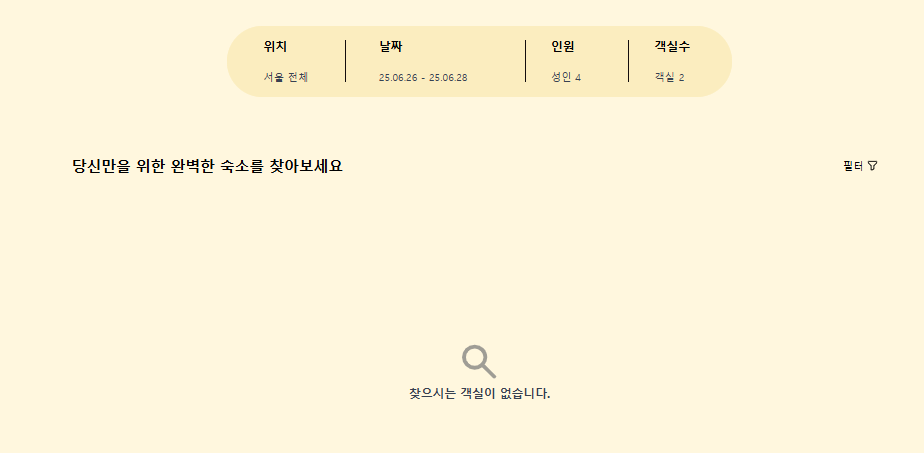 위치 날짜 인원 객실수
서울 전체 25.06.26 - 25.06.28 성인 4 객실 2
당신만을 위한 완벽한 숙소를 찾아보세요 필터
찾으시는 객실이 없습니다.